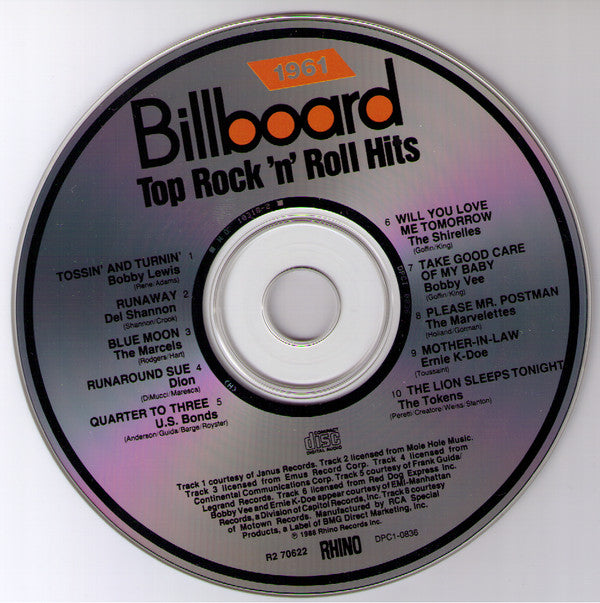 1961
Billboard
Top Rock 'n' Roll Hits
TOSSIN' AND TURNIN' 1
Bobby Lewis
(Rene/Adams)
RUNAWAY 2
Del Shannon
(Shannon/Crook)
BLUE MOON 3
The Marcels
(Rodgers/Hart)
RUNAROUND SUE 4
Dion
(DiMucci/Maresca)
QUARTER TO THREE 5
U.S. Bonds
(Anderson/Guida/Barge/Royster)
6 WILL YOU LOVE
ME TOMORROW
The Shirelles
(Goffin/King)
7 TAKE GOOD CARE
OF MY BABY
Bobby Vee
(Goffin/King)
8 PLEASE MR. POSTMAN
The Marvelettes
(Holland/Gorman)
9 MOTHER-IN-LAW
Ernie K-Doe
(Toussaint)
10 THE LION SLEEPS TONIGHT
The Tokens
(Peretti/Creatore/Weiss/Stanton)
COMPACT
disc
DIGITAL AUDIO
Track 1 courtesy of Janus Records. Track 2 licensed from Mole Hole Music.
Track 3 licensed from Emus Record Corp. Track 4 licensed from
Continental Communications Corp. Track 5 courtesy of Frank Guida/
Legrand Records. Track 6 licensed from Red Dog Express Inc.
Bobby Vee and Ernie K-Doe appear courtesy of EMI-Manhattan
Records, a Division of Capitol Records, Inc. Track 8 courtesy
of Motown Records. Manufactured by RCA Special
Products, a Label of BMG Direct Marketing, Inc.
℗ 1988 Rhino Records Inc.
R2 70622 RHINO DPC1-0836